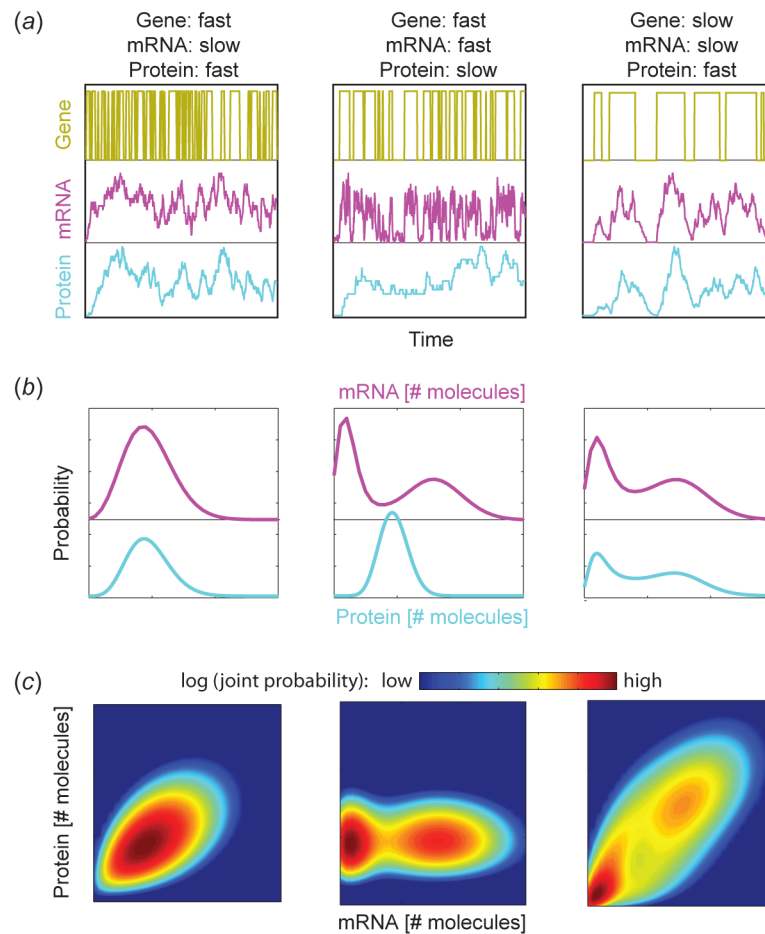 (a)
Gene: fast
mRNA: slow
Protein: fast
Gene: fast
mRNA: fast
Protein: slow
Gene: slow
mRNA: slow
Protein: fast
Gene
mRNA
Protein
Time
(b)
mRNA [# molecules]
Probability
Protein [# molecules]
(c)
log (joint probability): low high
Protein [# molecules]
mRNA [# molecules]